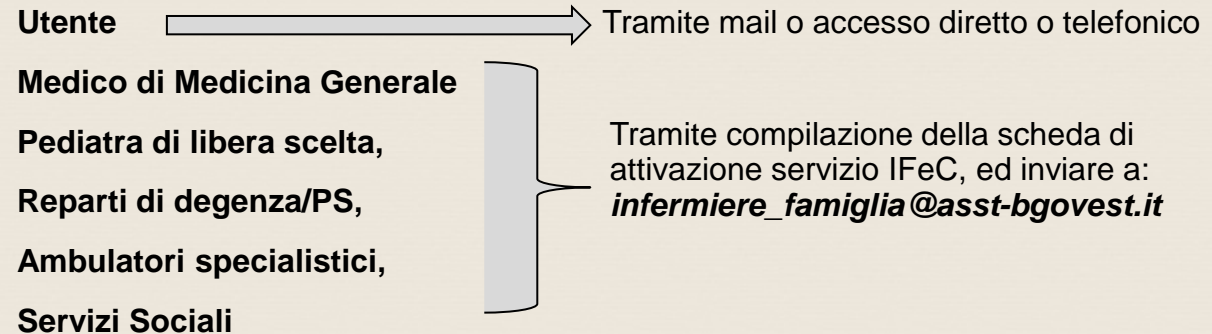 Utente
Tramite mail o accesso diretto o telefonico
Medico di Medicina Generale
Pediatra di libera scelta,
Reparti di degenza/PS,
Ambulatori specialistici,
Servizi Sociali
Tramite compilazione della scheda di
attivazione servizio IFeC, ed inviare a:
infermiere_famiglia@asst-bgovest.it